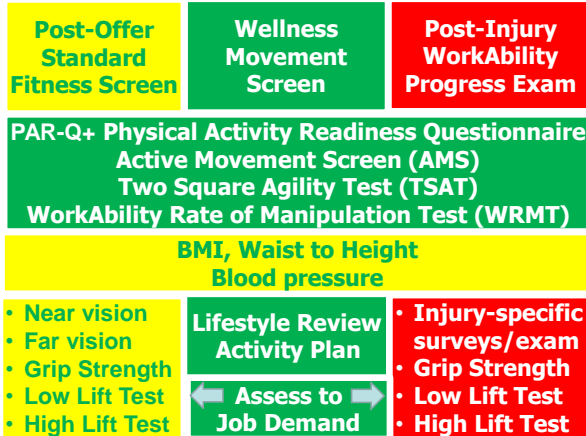 Post-Offer
Standard
Fitness Screen
Wellness
Movement
Screen
Post-Injury
WorkAbility
Progress Exam
PAR-Q+ Physical Activity Readiness Questionnaire
Active Movement Screen (AMS)
Two Square Agility Test (TSAT)
WorkAbility Rate of Manipulation Test (WRMT)
BMI, Waist to Height
Blood pressure
• Near vision
• Far vision
• Grip Strength
• Low Lift Test
• High Lift Test
Lifestyle Review
Activity Plan
Assess to
Job Demand
• Injury-specific
surveys/exam
• Grip Strength
• Low Lift Test
• High Lift Test